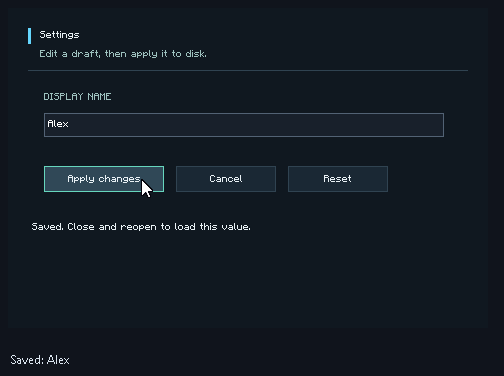 Settings
Edit a draft, then apply it to disk.
DISPLAY NAME
Alex
Apply changes Cancel Reset
Saved. Close and reopen to load this value.
Saved: Alex